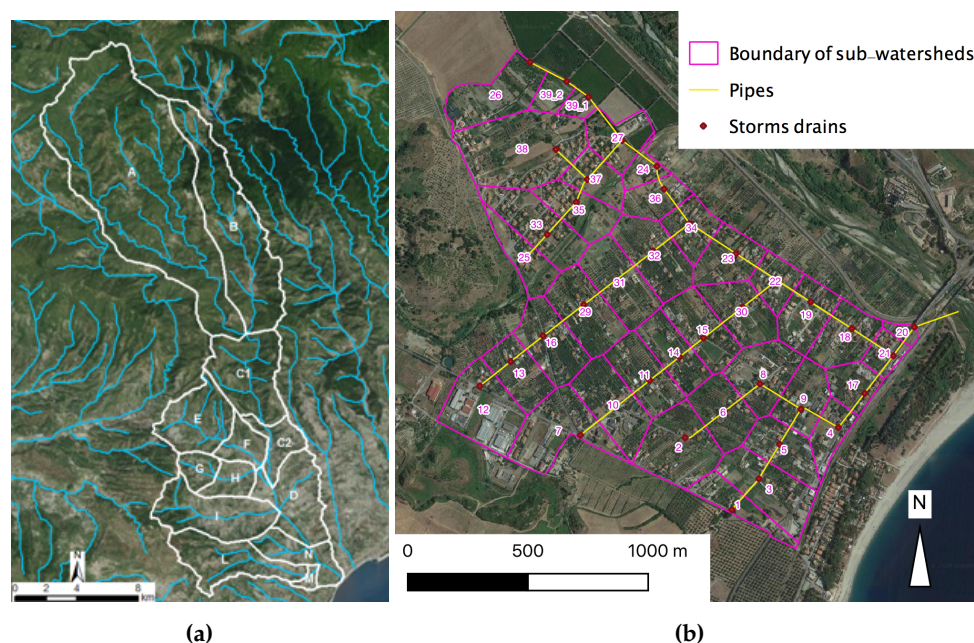 A
B
C1
E
F
C2
G
H
D
I
L
N
M
N
0 2 4 8
km
(a)
Boundary of sub_watersheds
Pipes
Storms drains
26
39_2
39_1
27
38
24
37
36
35
33
34
25
32
23
31
22
29
30
19
16
15
18
20
13
14
21
12
11
8
17
10
9
6
7
4
2
5
3
1
0 500 1000 m
N
(b)